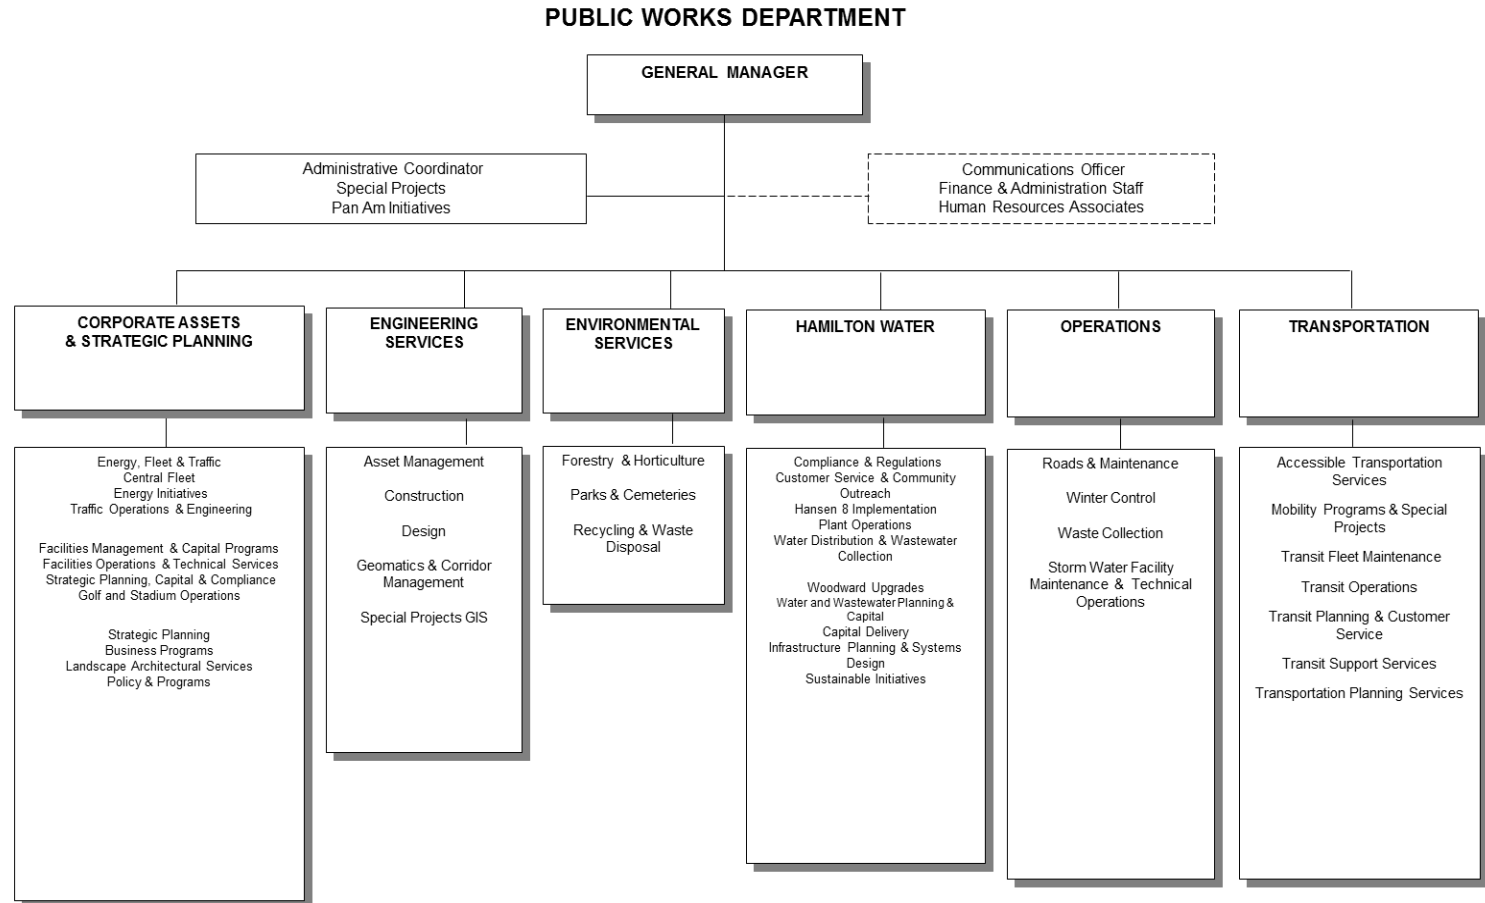 PUBLIC WORKS DEPARTMENT
GENERAL MANAGER
Administrative Coordinator
Special Projects
Pan Am Initiatives
Communications Officer
Finance & Administration Staff
Human Resources Associates
CORPORATE ASSETS
& STRATEGIC PLANNING
ENGINEERING
SERVICES
ENVIRONMENTAL
SERVICES
HAMILTON WATER
OPERATIONS
TRANSPORTATION
Energy, Fleet & Traffic
Central Fleet
Energy Initiatives
Traffic Operations & Engineering
Facilities Management & Capital Programs
Facilities Operations & Technical Services
Strategic Planning, Capital & Compliance
Golf and Stadium Operations
Strategic Planning
Business Programs
Landscape Architectural Services
Policy & Programs
Asset Management
Construction
Design
Geomatics & Corridor
Management
Special Projects GIS
Forestry & Horticulture
Parks & Cemeteries
Recycling & Waste
Disposal
Compliance & Regulations
Customer Service & Community
Outreach
Hansen 8 Implementation
Plant Operations
Water Distribution & Wastewater
Collection
Woodward Upgrades
Water and Wastewater Planning &
Capital
Capital Delivery
Infrastructure Planning & Systems
Design
Sustainable Initiatives
Roads & Maintenance
Winter Control
Waste Collection
Storm Water Facility
Maintenance & Technical
Operations
Accessible Transportation
Services
Mobility Programs & Special
Projects
Transit Fleet Maintenance
Transit Operations
Transit Planning & Customer
Service
Transit Support Services
Transportation Planning Services